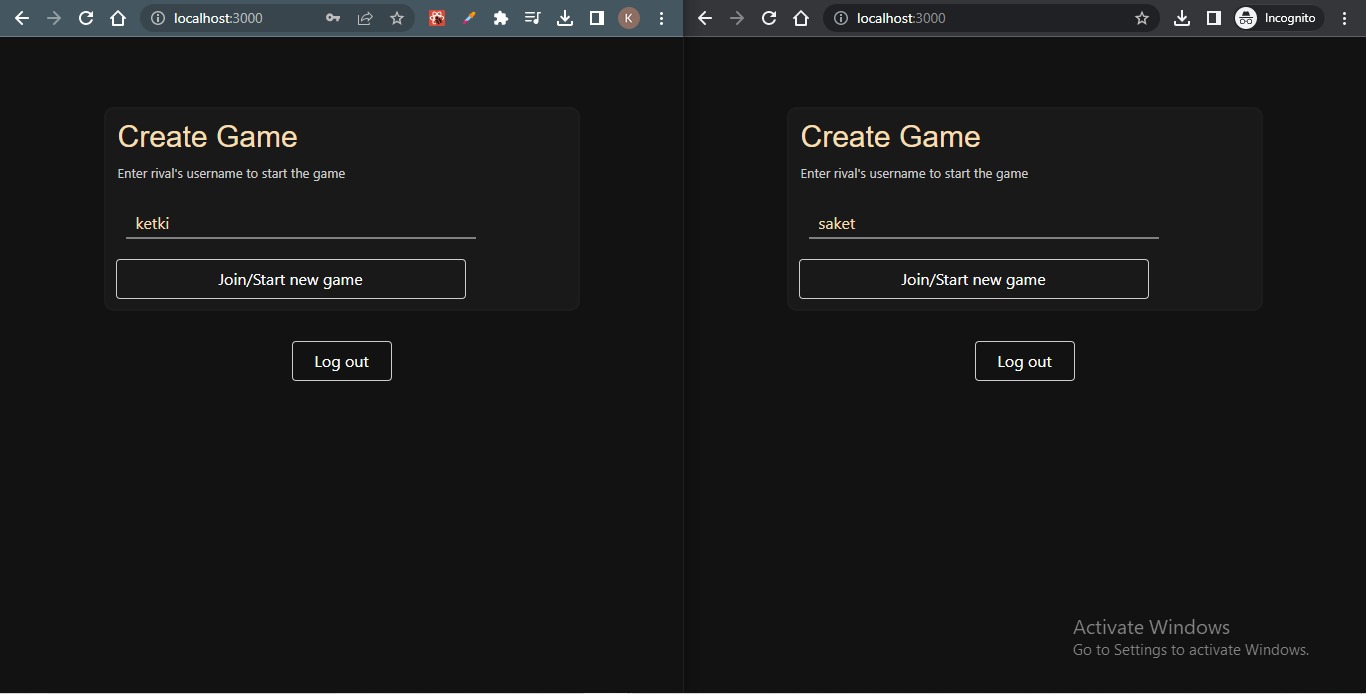 localhost:3000
K
Create Game
Enter rival's username to start the game
ketki
Join/Start new game
Log out
localhost:3000
Incognito
Create Game
Enter rival's username to start the game
saket
Join/Start new game
Log out
Activate Windows
Go to Settings to activate Windows.